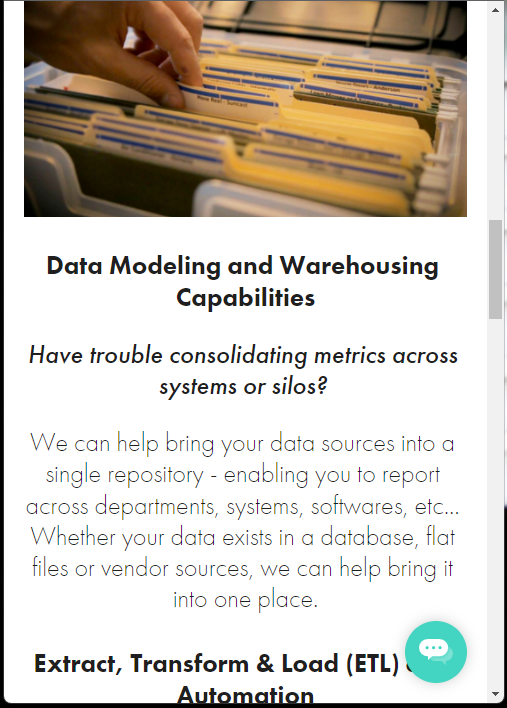 Data Modeling and Warehousing
Capabilities
Have trouble consolidating metrics across
systems or silos?
We can help bring your data sources into a
single repository - enabling you to report
across departments, systems, softwares, etc...
Whether your data exists in a database, flat
files or vendor sources, we can help bring it
into one place.
Extract, Transform & Load (ETL)
Automation